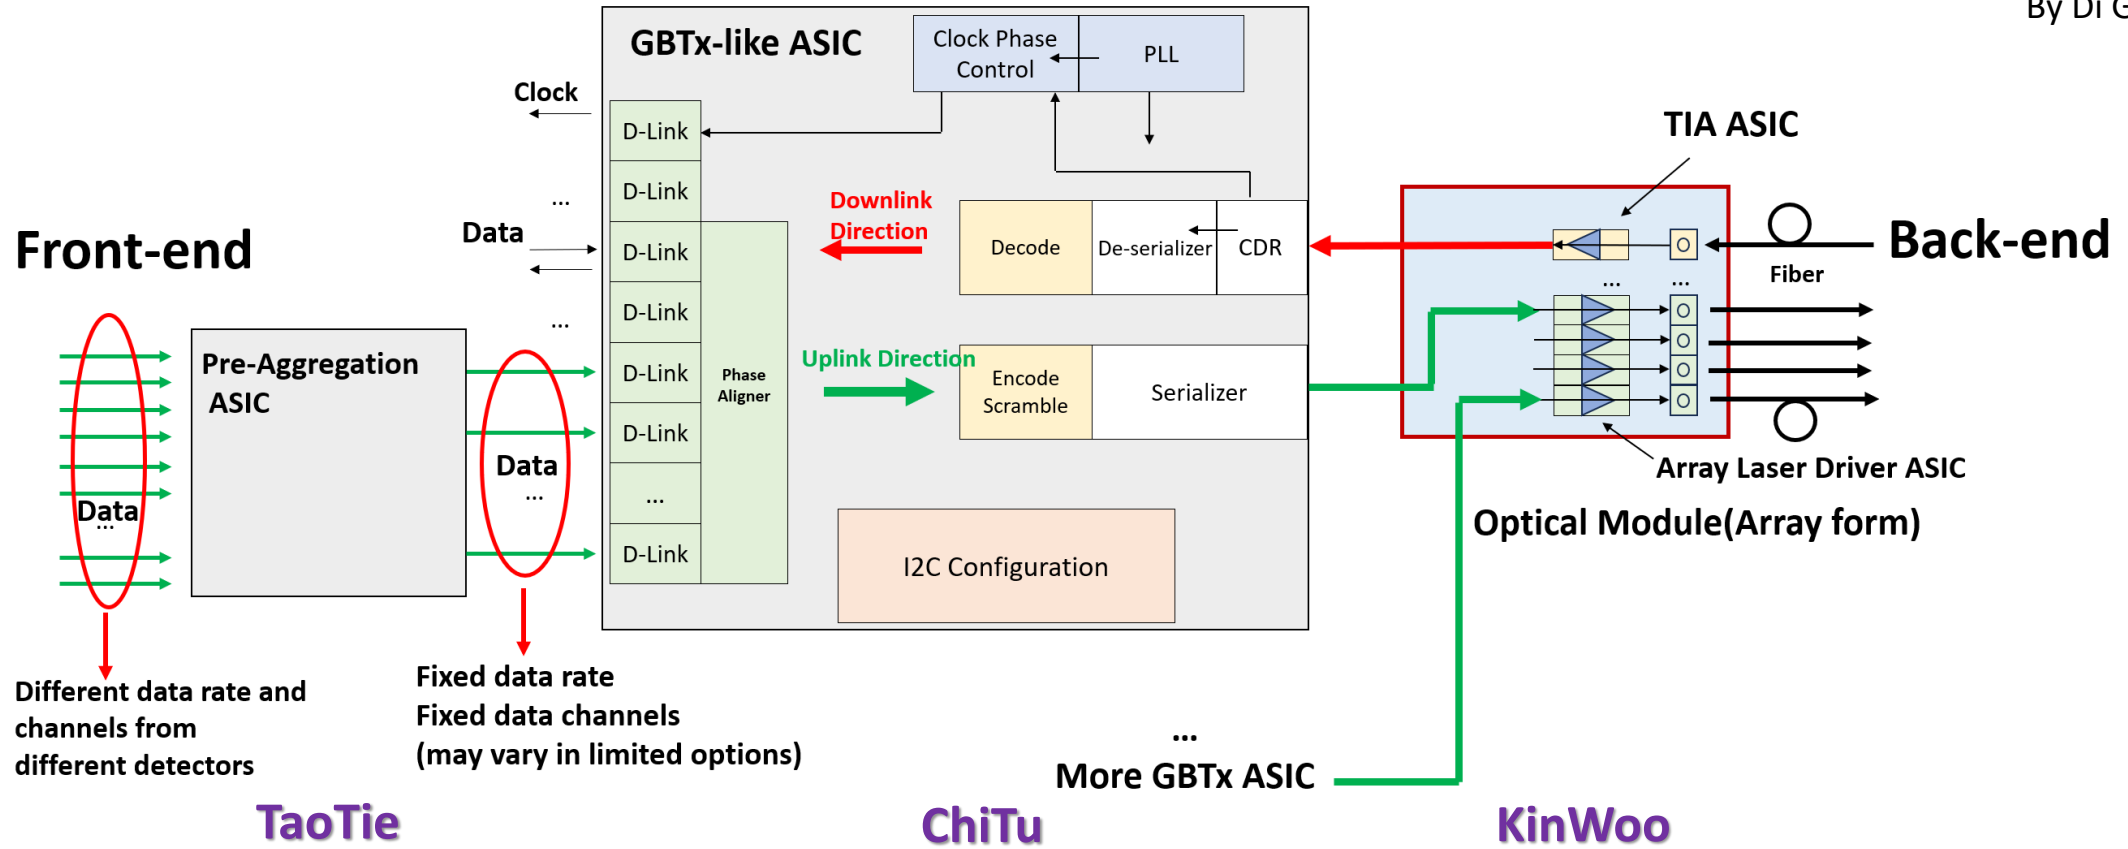 By Di G
GBTx-like ASIC
Clock Phase
Control
PLL
Clock
D-Link
TIA ASIC
D-Link
...
Downlink
Direction
Data
D-Link
Decode
De-serializer
CDR
Front-end
Back-end
Fiber
...
...
D-Link
...
Pre-Aggregation
ASIC
D-Link
Phase
Aligner
Uplink Direction
Encode
Scramble
Serializer
D-Link
Data
...
Data
...
...
D-Link
Array Laser Driver ASIC
Optical Module(Array form)
I2C Configuration
Different data rate and
channels from
different detectors
Fixed data rate
Fixed data channels
(may vary in limited options)
...
More GBTx ASIC
TaoTie
ChiTu
KinWoo